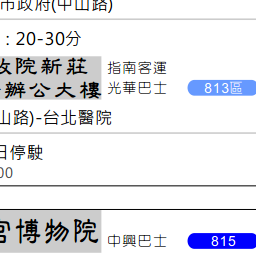 市政府(中山路)
: 20-30分
政院新莊
指南客運
辦公大樓
光華巴士
813區
山路)-台北醫院
日停駛
00
宮博物院
中興巴士
815